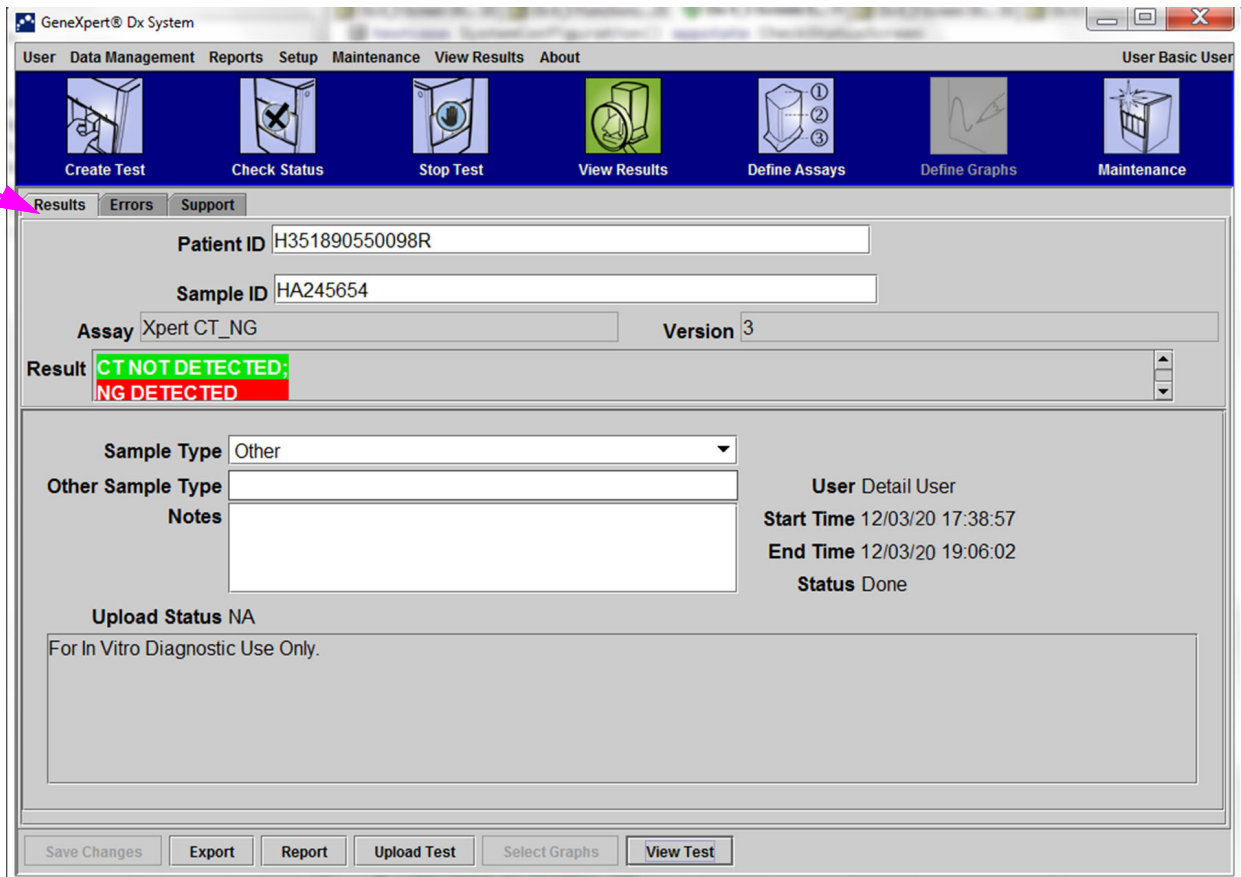 GeneXpert® Dx System
User Data Management Reports Setup Maintenance View Results About User Basic User
① ② ③
Create Test Check Status Stop Test View Results Define Assays Define Graphs Maintenance
Results Errors Support
Patient ID H351890550098R
Sample ID HA245654
Assay Xpert CT_NG Version 3
Result CT NOT DETECTED;
NG DETECTED
Sample Type Other
Other Sample Type User Detail User
Notes Start Time 12/03/20 17:38:57
End Time 12/03/20 19:06:02
Status Done
Upload Status NA
For In Vitro Diagnostic Use Only.
Save Changes Export Report Upload Test Select Graphs View Test